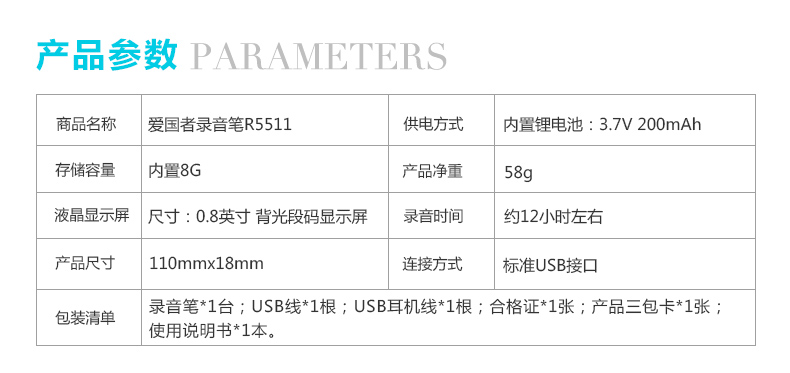 产品参数 PARAMETERS
商品名称 爱国者录音笔R5511 供电方式 内置锂电池：3.7V 200mAh
存储容量 内置8G 产品净重 58g
液晶显示屏 尺寸：0.8英寸 背光段码显示屏 录音时间 约12小时左右
产品尺寸 110mmx18mm 连接方式 标准USB接口
包装清单 录音笔*1台；USB线*1根；USB耳机线*1根；合格证*1张；产品三包卡*1张；
使用说明书*1本。